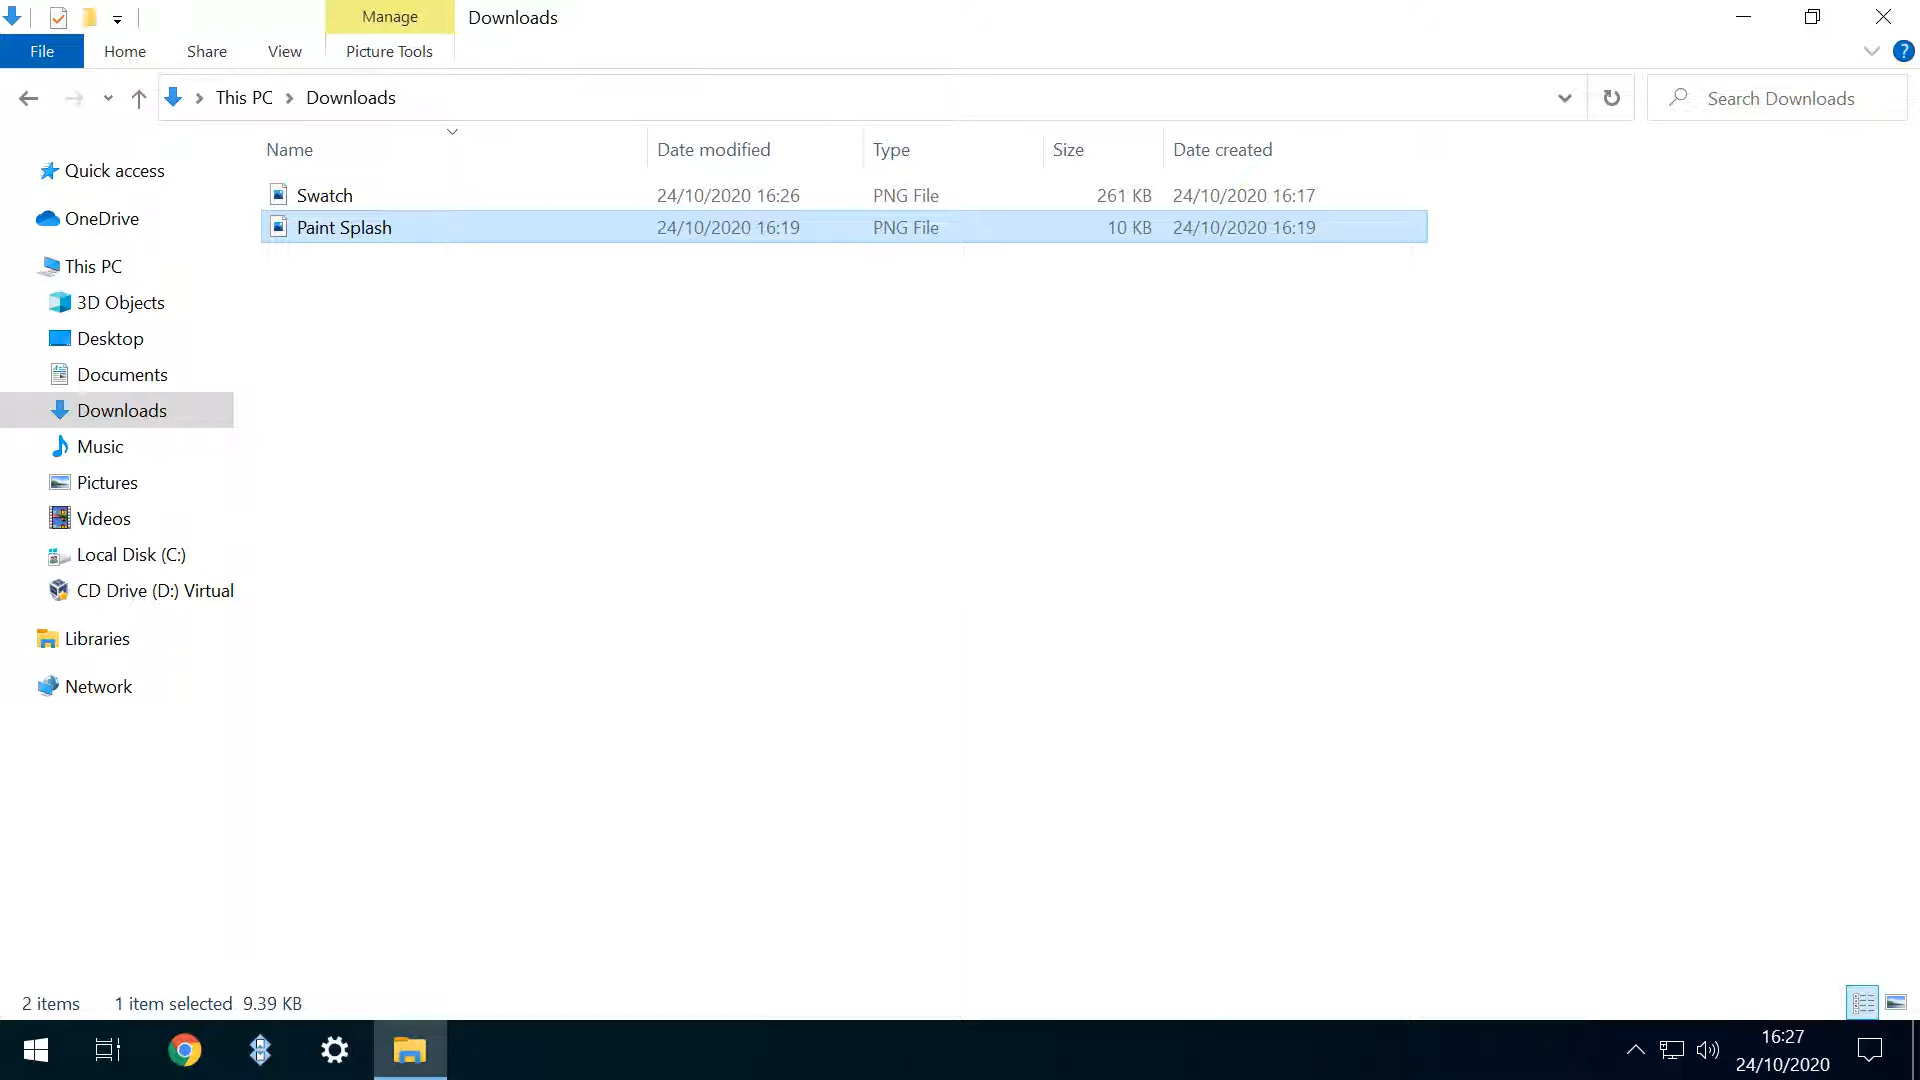 Manage
Downloads
File
Home
Share
View
Picture Tools
?
This PC
Downloads
Search Downloads
Name
Date modified
Type
Size
Date created
Swatch
24/10/2020 16:26
PNG File
261 KB
24/10/2020 16:17
Paint Splash
24/10/2020 16:19
PNG File
10 KB
24/10/2020 16:19
Quick access
OneDrive
This PC
3D Objects
Desktop
Documents
Downloads
Music
Pictures
Videos
Local Disk (C:)
CD Drive (D:) Virtual
Libraries
Network
2 items
1 item selected 9.39 KB
16:27
24/10/2020